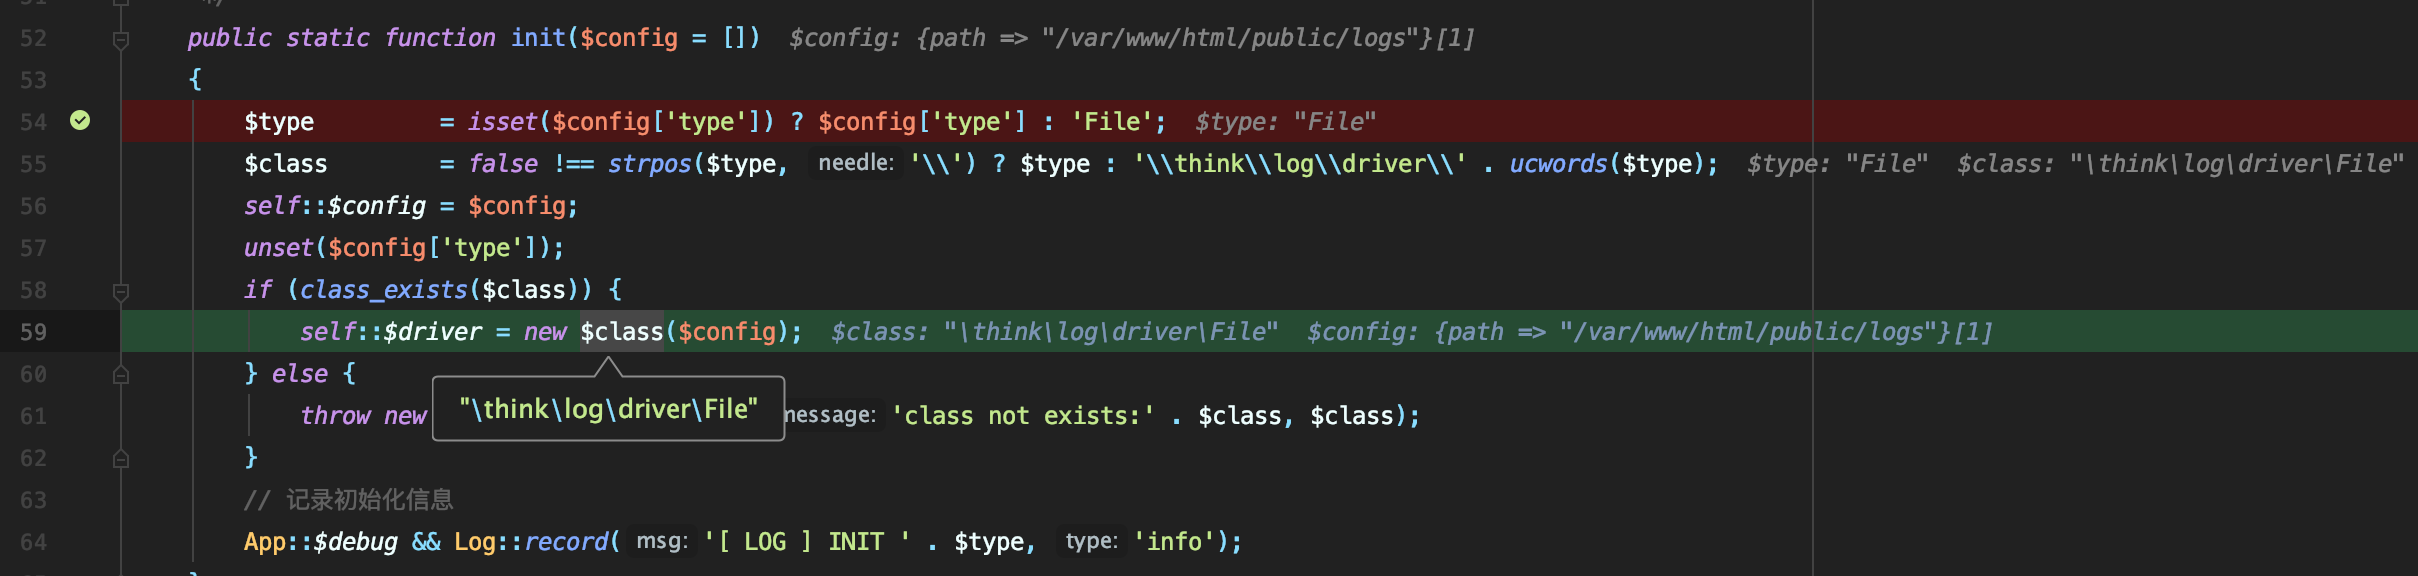 52 public static function init($config = []) $config: {path => "/var/www/html/public/logs"}[1]
53 {
54 $type = isset($config['type']) ? $config['type'] : 'File'; $type: "File"
55 $class = false !== strpos($type, needle: '\\') ? $type : '\\think\\log\\driver\\' . ucwords($type); $type: "File" $class: "\think\log\driver\File"
56 self::$config = $config;
57 unset($config['type']);
58 if (class_exists($class)) {
59 self::$driver = new $class($config); $class: "\think\log\driver\File" $config: {path => "/var/www/html/public/logs"}[1]
60 } else {
"\think\log\driver\File"
61 throw new message: 'class not exists:' . $class, $class);
62 }
63 // 记录初始化信息
64 App::$debug && Log::record( msg: '[ LOG ] INIT ' . $type, type: 'info');